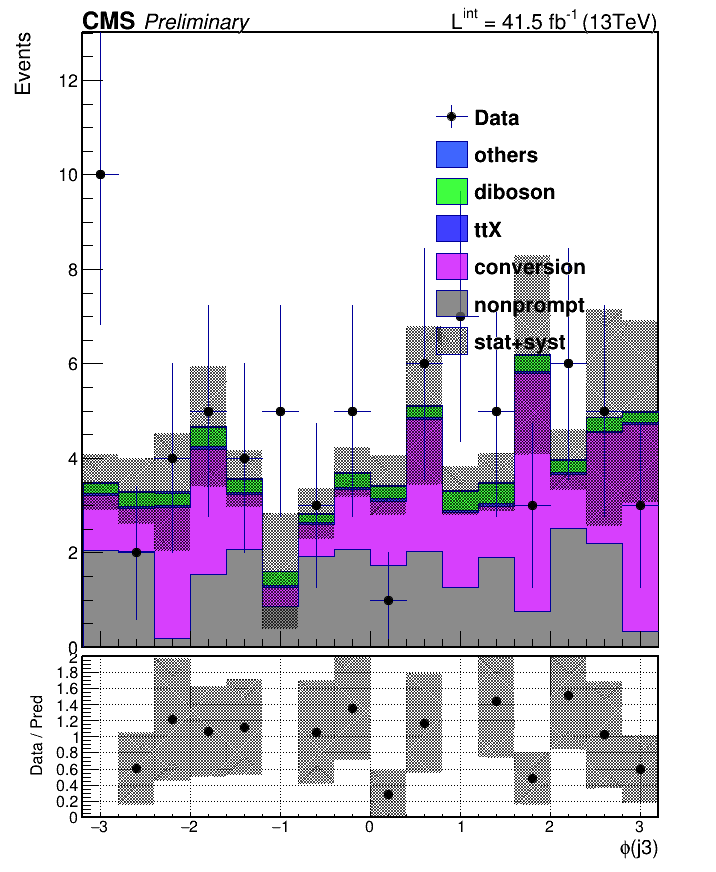 CMS Preliminary L^int = 41.5 fb^-1 (13TeV)
Events
12
10
8
6
4
2
0
Data
others
diboson
ttX
conversion
nonprompt
stat+syst
Data / Pred
2
1.8
1.6
1.4
1.2
1
0.8
0.6
0.4
0.2
0
−3 −2 −1 0 1 2 3
ϕ(j3)